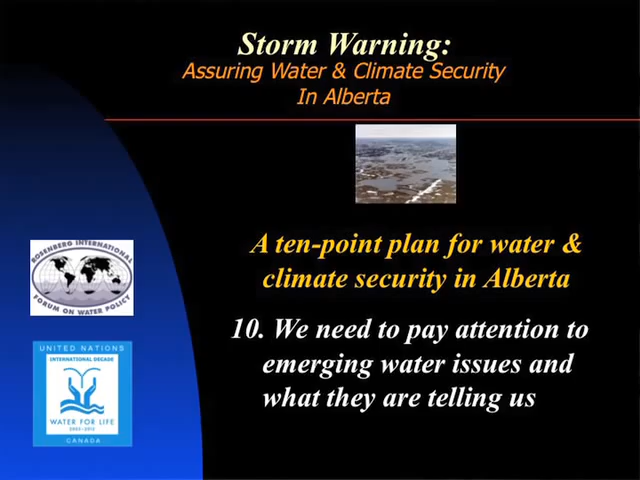 Storm Warning:
Assuring Water & Climate Security
In Alberta
A ten-point plan for water &
climate security in Alberta
10. We need to pay attention to
emerging water issues and
what they are telling us
ROSENBERG INTERNATIONAL
FORUM ON WATER POLICY
UNITED NATIONS
INTERNATIONAL DECADE
WATER FOR LIFE
2005-2015
CANADA